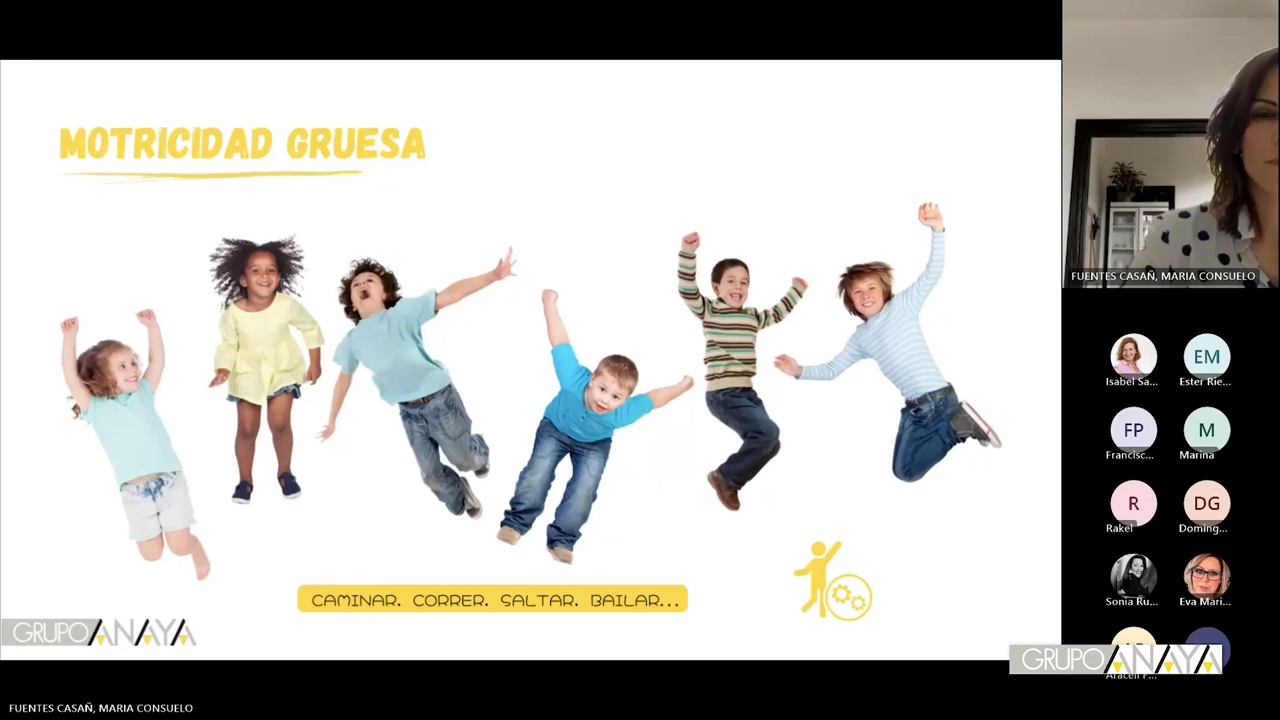 MOTRICIDAD GRUESA
CAMINAR. CORRER. SALTAR. BAILAR...
GRUPO ANAYA
FUENTES CASAÑ, MARIA CONSUELO
FUENTES CASAÑ, MARIA CONSUELO
Isabel Sa...
EM
Ester Rie...
FP
Francisc...
M
Marina
R
Rakel
DG
Doming...
Sonia Ru...
Eva Mari...
GRUPO ANAYA